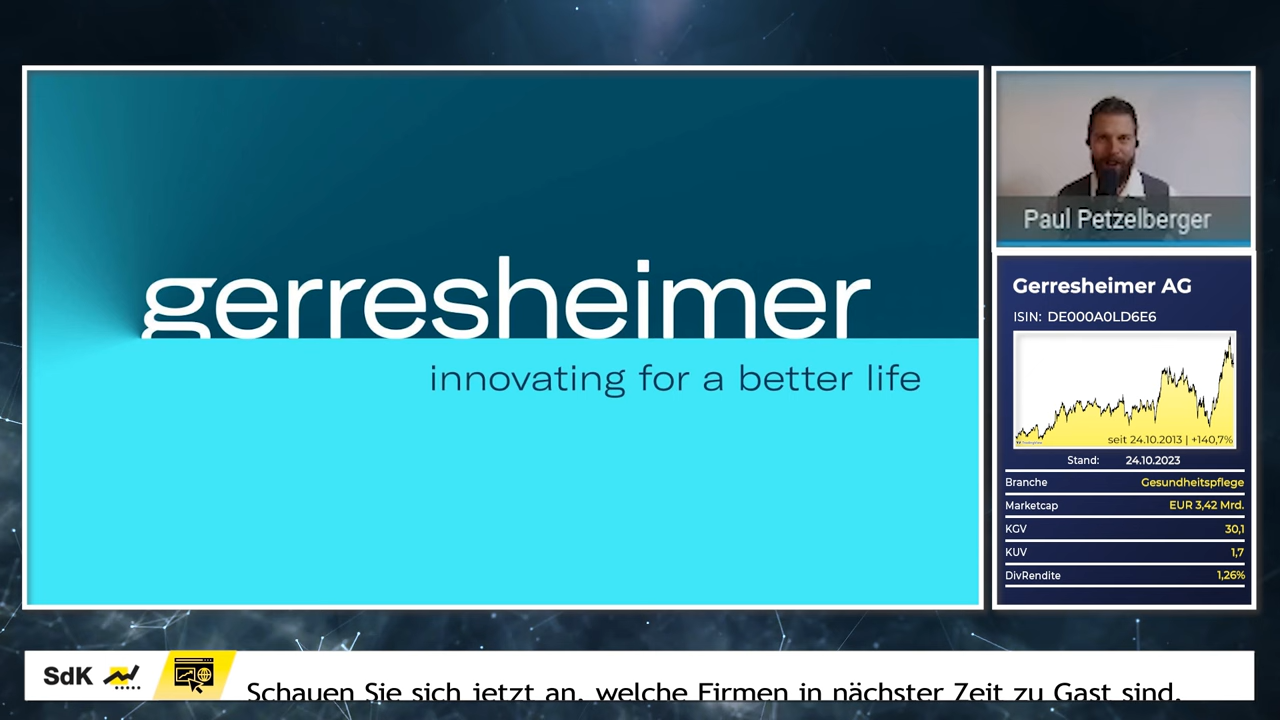 gerresheimer
innovating for a better life
Paul Petzelberger
Gerresheimer AG
ISIN: DE000A0LD6E6
seit 24.10.2013 | +140,7%
Stand: 24.10.2023
Branche Gesundheitspflege
Marketcap EUR 3,42 Mrd.
KGV 30,1
KUV 1,7
DivRendite 1,26%
SdK
Schauen Sie sich jetzt an, welche Firmen in nächster Zeit zu Gast sind.